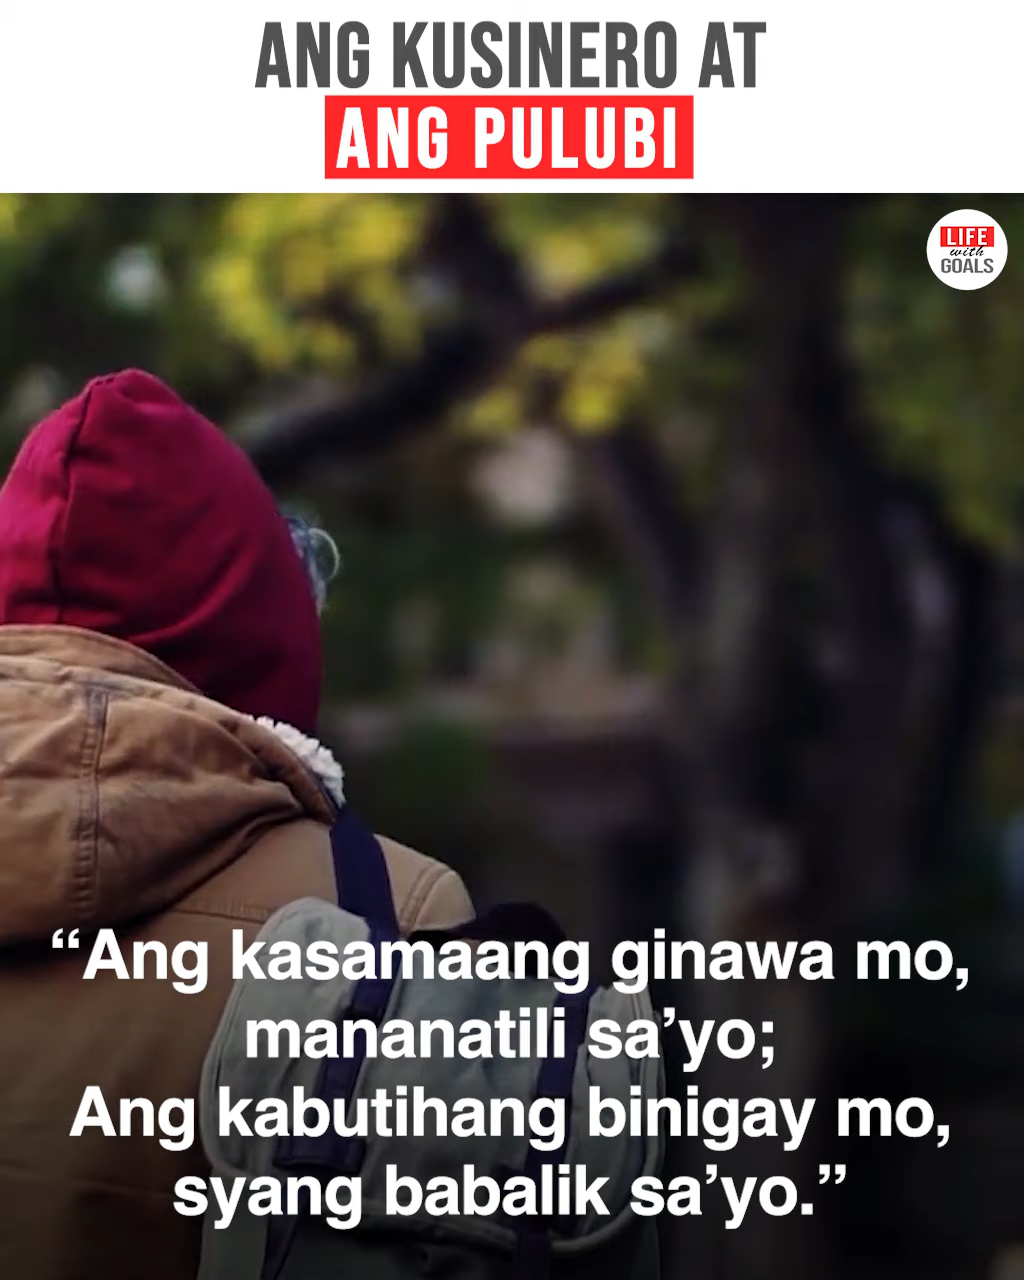 ANG KUSINERO AT
ANG PULUBI
LIFE
with
GOALS
“Ang kasamaang ginawa mo,
mananatili sa’yo;
Ang kabutihang binigay mo,
syang babalik sa’yo.”